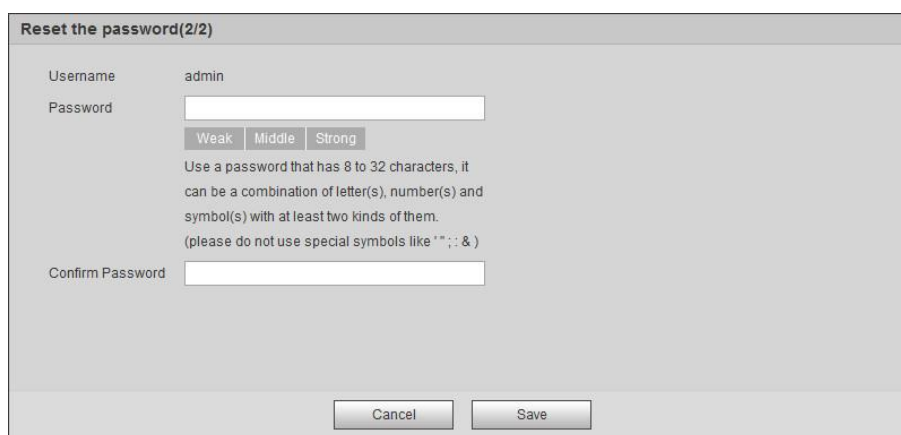 Reset the password(2/2)
Username admin
Password
Weak Middle Strong
Use a password that has 8 to 32 characters, it
can be a combination of letter(s), number(s) and
symbol(s) with at least two kinds of them.
(please do not use special symbols like ' " ; : & )
Confirm Password
Cancel Save